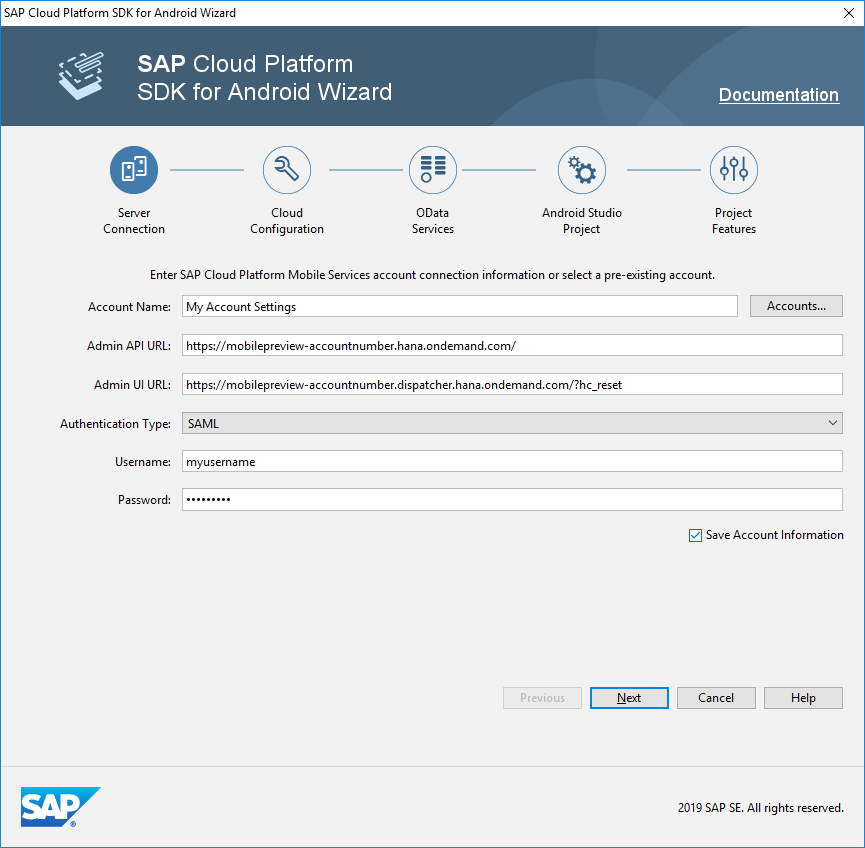 SAP Cloud Platform SDK for Android Wizard
SAP Cloud Platform
SDK for Android Wizard
Documentation
Server
Connection
Cloud
Configuration
OData
Services
Android Studio
Project
Project
Features
Enter SAP Cloud Platform Mobile Services account connection information or select a pre-existing account.
Account Name: My Account Settings Accounts...
Admin API URL: https://mobilepreview-accountnumber.hana.ondemand.com/
Admin UI URL: https://mobilepreview-accountnumber.dispatcher.hana.ondemand.com/?hc_reset
Authentication Type: SAML
Username: myusername
Password: •••••••••
Save Account Information
Previous Next Cancel Help
SAP®
2019 SAP SE. All rights reserved.